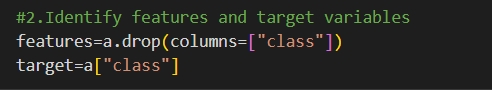 #2.Identify features and target variables
features=a.drop(columns=["class"])
target=a["class"]